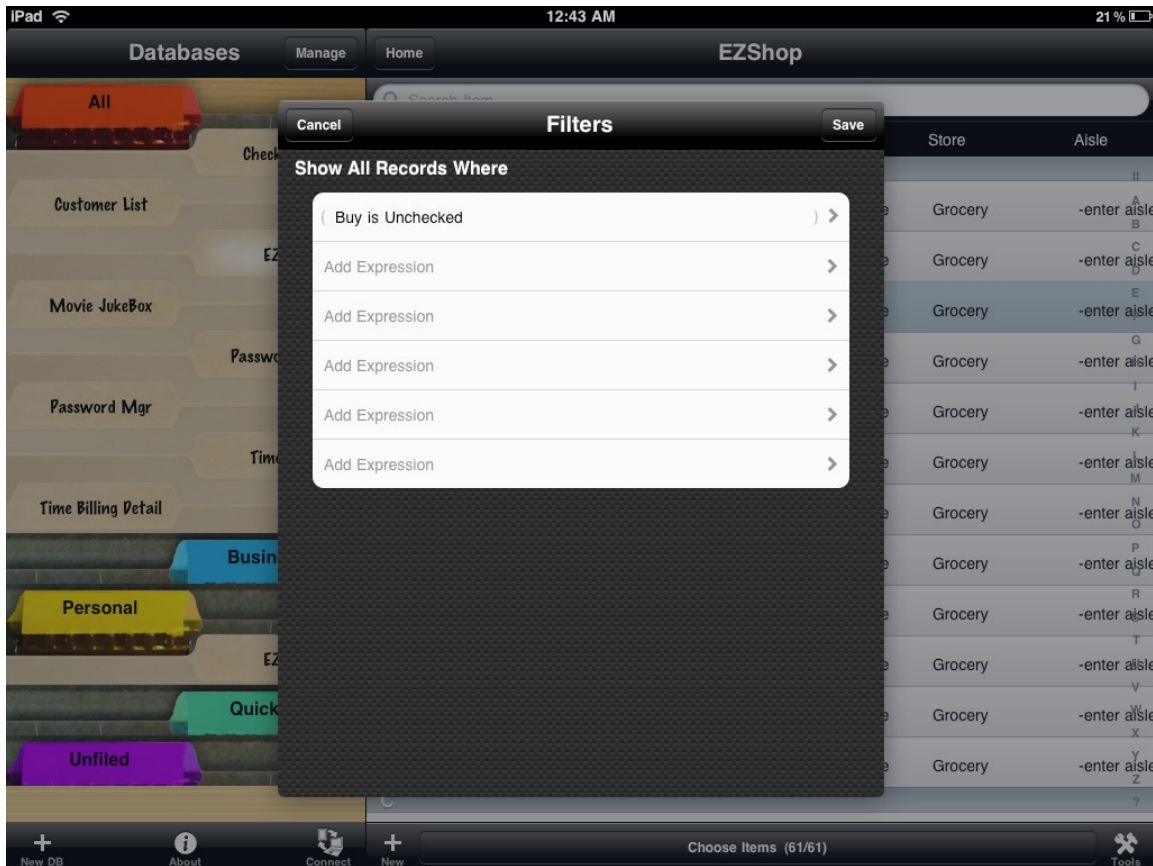 iPad 12:43 AM 21 %
Databases Manage Home EZShop
All
Search Item
Cancel Filters Save
Store Aisle
Check
Show All Records Where
Customer List
( Buy is Unchecked )
Grocery -enter aisle
EZ
Add Expression
Grocery -enter aisle
Movie JukeBox
Add Expression
Grocery -enter aisle
Passwo
Add Expression
Grocery -enter aisle
Password Mgr
Add Expression
Grocery -enter aisle
Time
Add Expression
Grocery -enter aisle
Time Billing Detail
Grocery -enter aisle
Busin
Grocery -enter aisle
Personal
Grocery -enter aisle
EZ
Grocery -enter aisle
Quick
Grocery -enter aisle
Unfiled
Grocery -enter aisle
C
#
A
B
C
D
E
G
I
K
M
N
O
P
Q
R
T
V
W
X
Y
Z
?
New DB About Connect New Choose Items (61/61) Tools